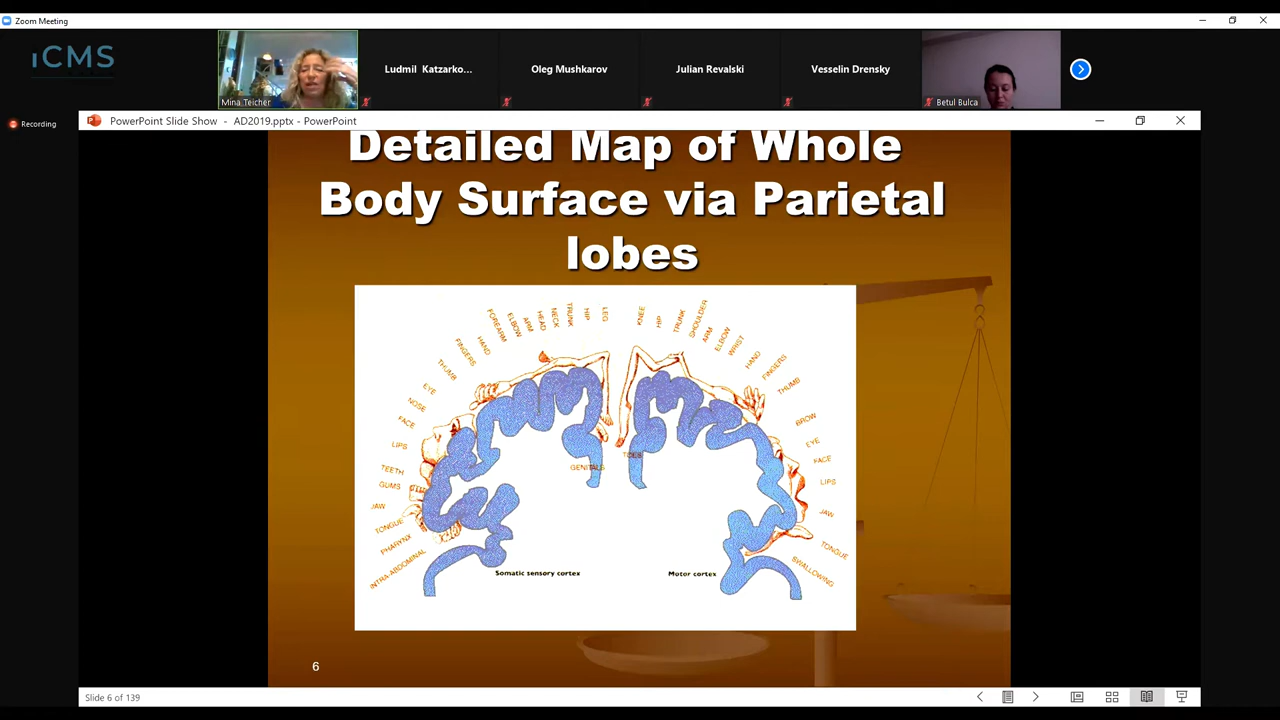 Zoom Meeting
iCMS
Mina Teicher
Ludmil Katzarko...
Oleg Mushkarov
Julian Revalski
Vesselin Drensky
Betul Bulca
Recording
PowerPoint Slide Show - AD2019.pptx - PowerPoint
Detailed Map of Whole
Body Surface via Parietal
lobes
LEG
HIP
TRUNK
NECK
HEAD
ARM
ELBOW
FOREARM
HAND
FINGERS
THUMB
EYE
NOSE
FACE
LIPS
TEETH
GUMS
JAW
TONGUE
PHARYNX
INTRA-ABDOMINAL
GENITALS
KNEE
HIP
TRUNK
SHOULDER
ARM
ELBOW
WRIST
HAND
FINGERS
THUMB
BROW
EYE
FACE
LIPS
JAW
TONGUE
SWALLOWING
TOES
Somatic sensory cortex
Motor cortex
6
Slide 6 of 139